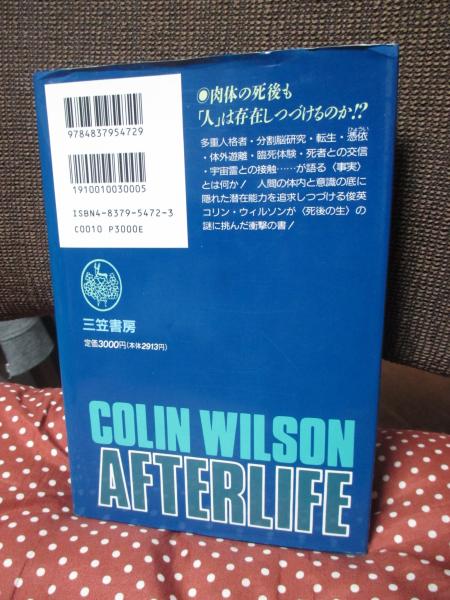 9784837954729
1910010030005
ISBN4-8379-5472-3
C0010 P3000E
●肉体の死後も
「人」は存在しつづけるのか!?
多重人格者・分割脳研究・転生・憑依
ひょうい
・体外遊離・臨死体験・死者との交信
・宇宙霊との接触……が語る〈事実〉
とは何か! 人間の体内と意識の底に
隠れた潜在能力を追求しつづける俊英
コリン・ウィルソンが〈死後の生〉の
謎に挑んだ衝撃の書!
三笠書房
定価3000円(本体2913円)
COLIN WILSON
AFTERLIFE